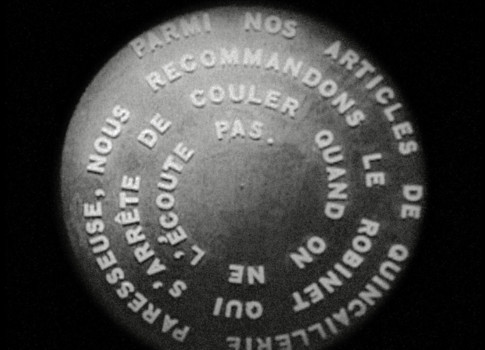 PARMI NOS ARTICLES DE QUINCAILLERIE PARESSEUSE, NOUS RECOMMANDONS LE ROBINET QUI S'ARRÊTE DE COULER QUAND ON NE L'ÉCOUTE PAS.